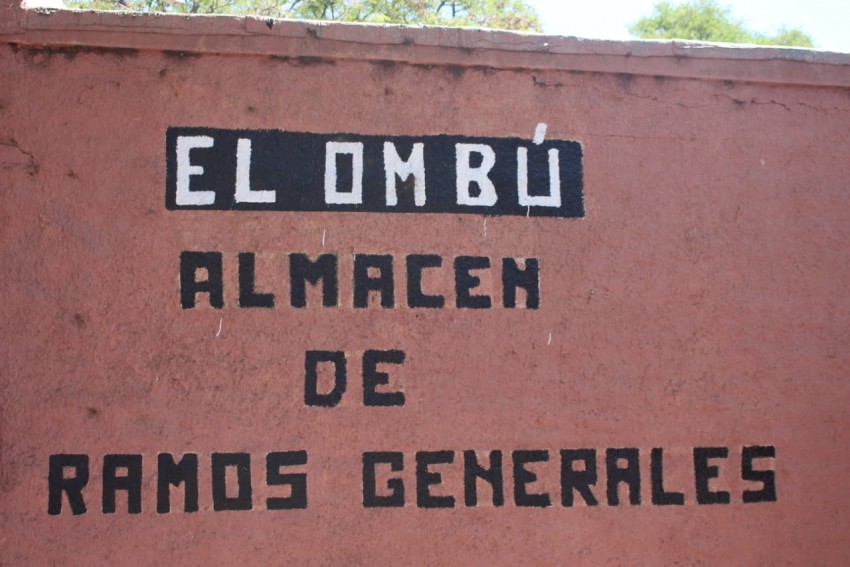 EL OMBÚ
ALMACEN
DE
RAMOS GENERALES